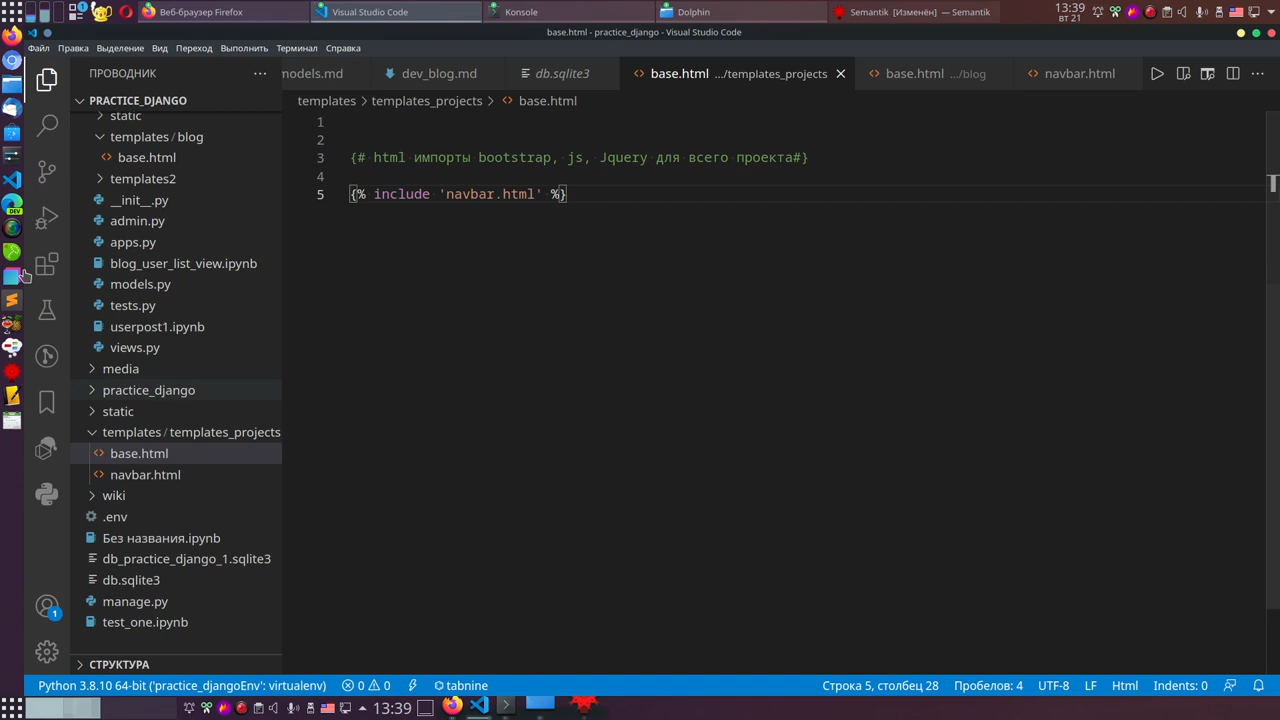 Веб-браузер Firefox
Visual Studio Code
Konsole
Dolphin
Semantik [Изменён] — Semantik
13:39
вт 21
base.html - practice_django - Visual Studio Code
Файл Правка Выделение Вид Переход Выполнить Терминал Справка
ПРОВОДНИК
models.md
dev_blog.md
db.sqlite3
base.html .../templates_projects
base.html .../blog
navbar.html
PRACTICE_DJANGO
templates templates_projects base.html
static
templates / blog
base.html
templates2
__init__.py
admin.py
apps.py
blog_user_list_view.ipynb
models.py
tests.py
userpost1.ipynb
views.py
media
practice_django
static
templates / templates_projects
base.html
navbar.html
wiki
.env
Без названия.ipynb
db_practice_django_1.sqlite3
db.sqlite3
manage.py
test_one.ipynb
СТРУКТУРА
1
2
3 {# html импорты bootstrap, js, Jquery для всего проекта#}
4
5 {% include 'navbar.html' %}
DEV
1
Python 3.8.10 64-bit ('practice_djangoEnv': virtualenv) 0 0 tabnine Строка 5, столбец 28 Пробелов: 4 UTF-8 LF Html Indents: 0
13:39